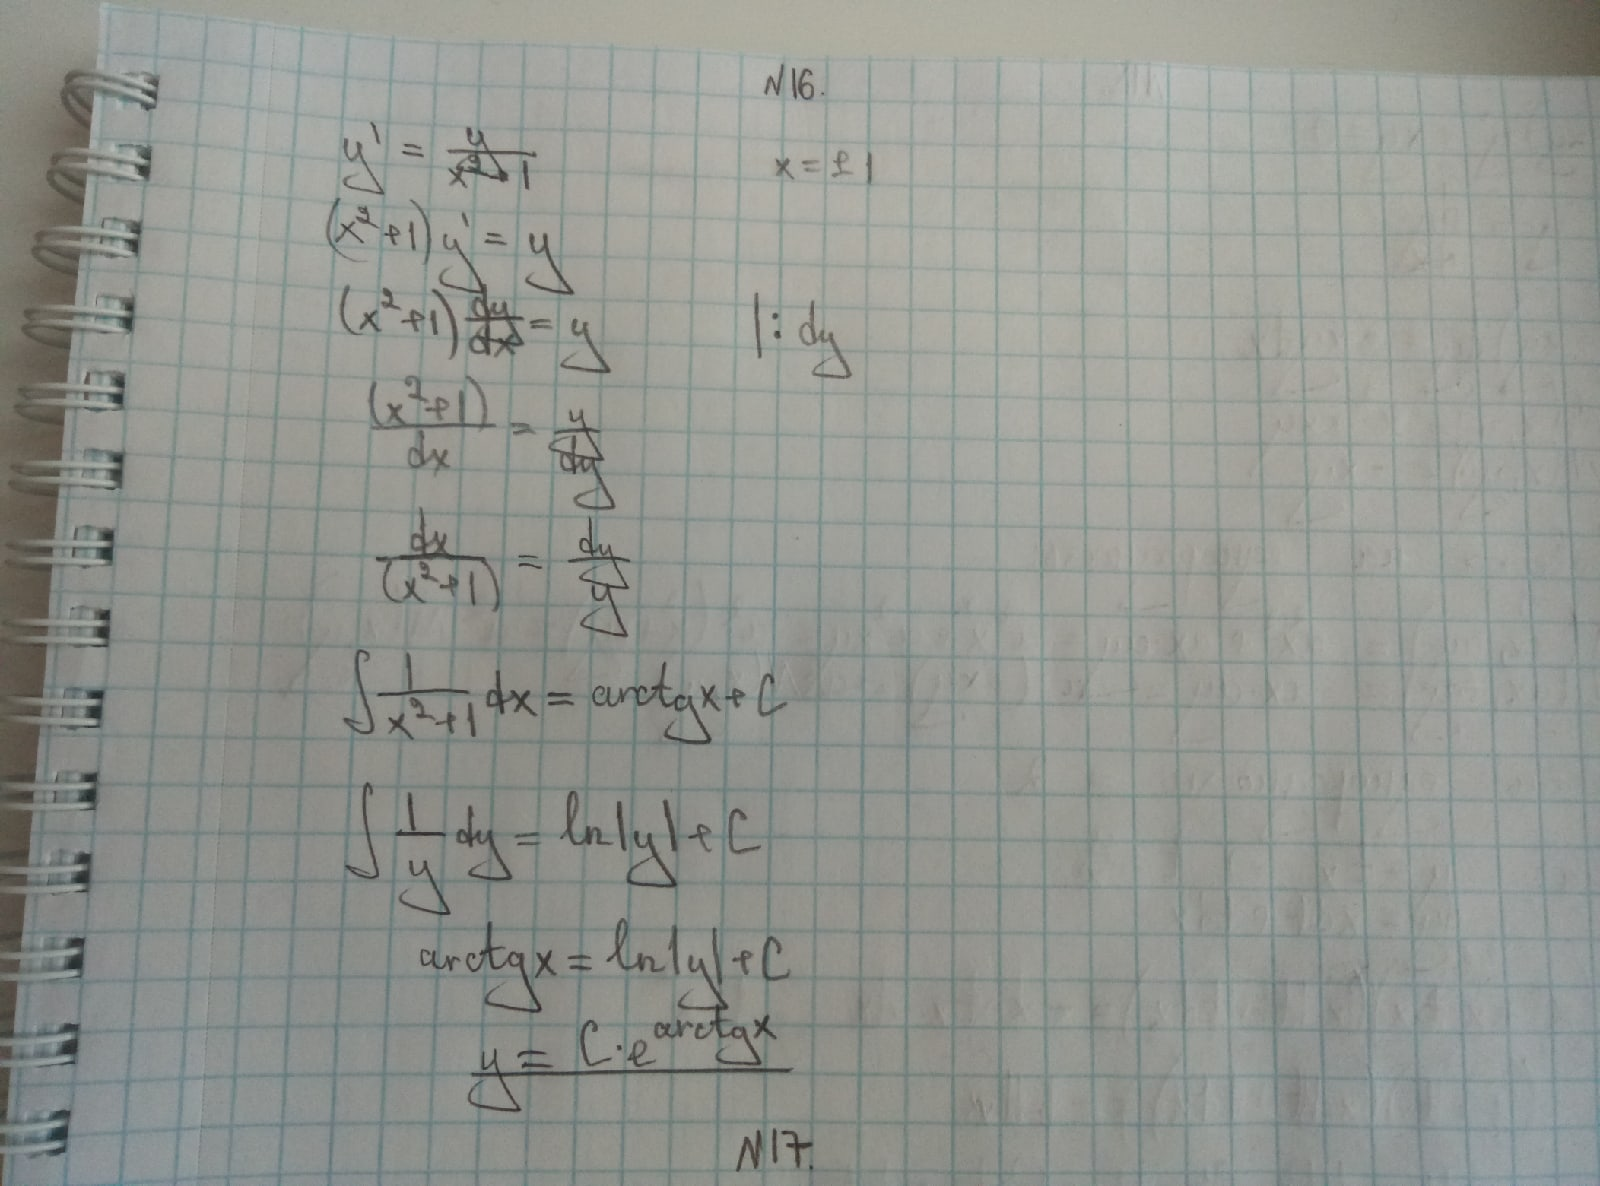 N16.
y' = y/(x² - 1)
x = ± 1
(x² + 1) y' = y
(x² + 1) dy/dx = y |: dy
(x² + 1)/dx = y/dy
dx/(x² + 1) = dy/y
∫ 1/(x² + 1) dx = arctgx + C
∫ 1/y dy = ln|y| + C
arctgx = ln|y| + C
y = C · e^arctgx
N17.